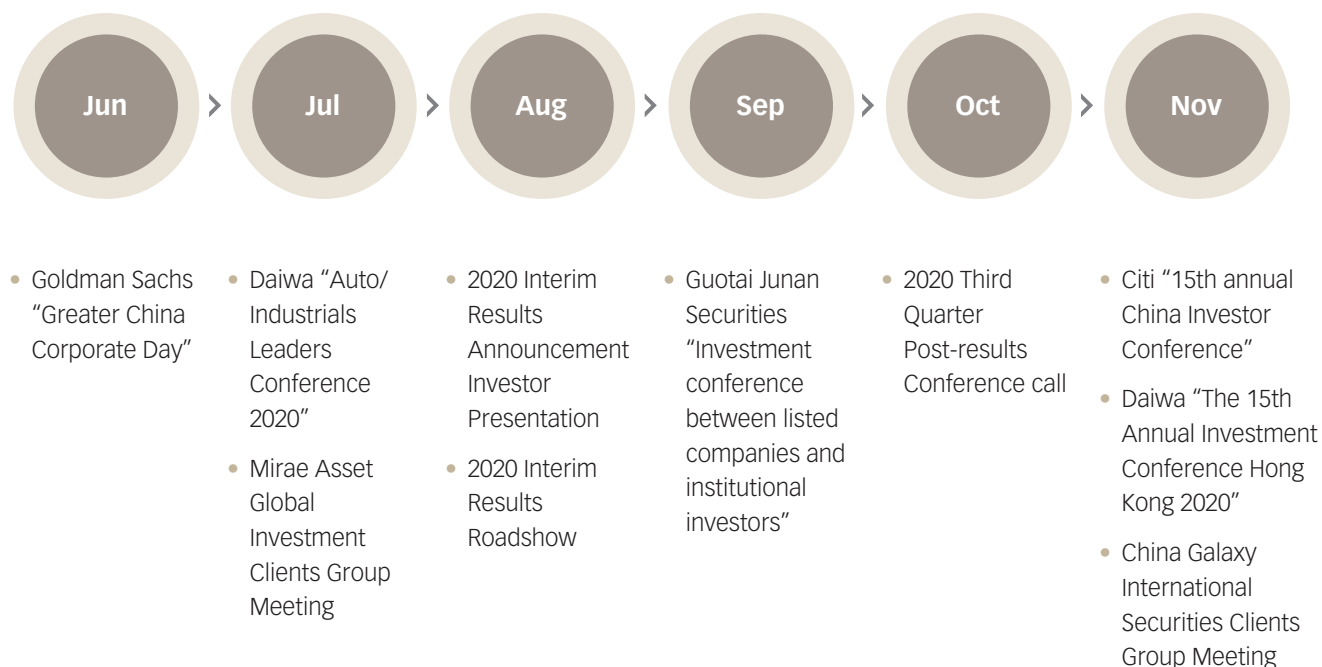 Jun
Jul
Aug
Sep
Oct
Nov
• Goldman Sachs
“Greater China
Corporate Day”
• Daiwa “Auto/
Industrials
Leaders
Conference
2020”
• Mirae Asset
Global
Investment
Clients Group
Meeting
• 2020 Interim
Results
Announcement
Investor
Presentation
• 2020 Interim
Results
Roadshow
• Guotai Junan
Securities
“Investment
conference
between listed
companies and
institutional
investors”
• 2020 Third
Quarter
Post-results
Conference call
• Citi “15th annual
China Investor
Conference”
• Daiwa “The 15th
Annual Investment
Conference Hong
Kong 2020”
• China Galaxy
International
Securities Clients
Group Meeting